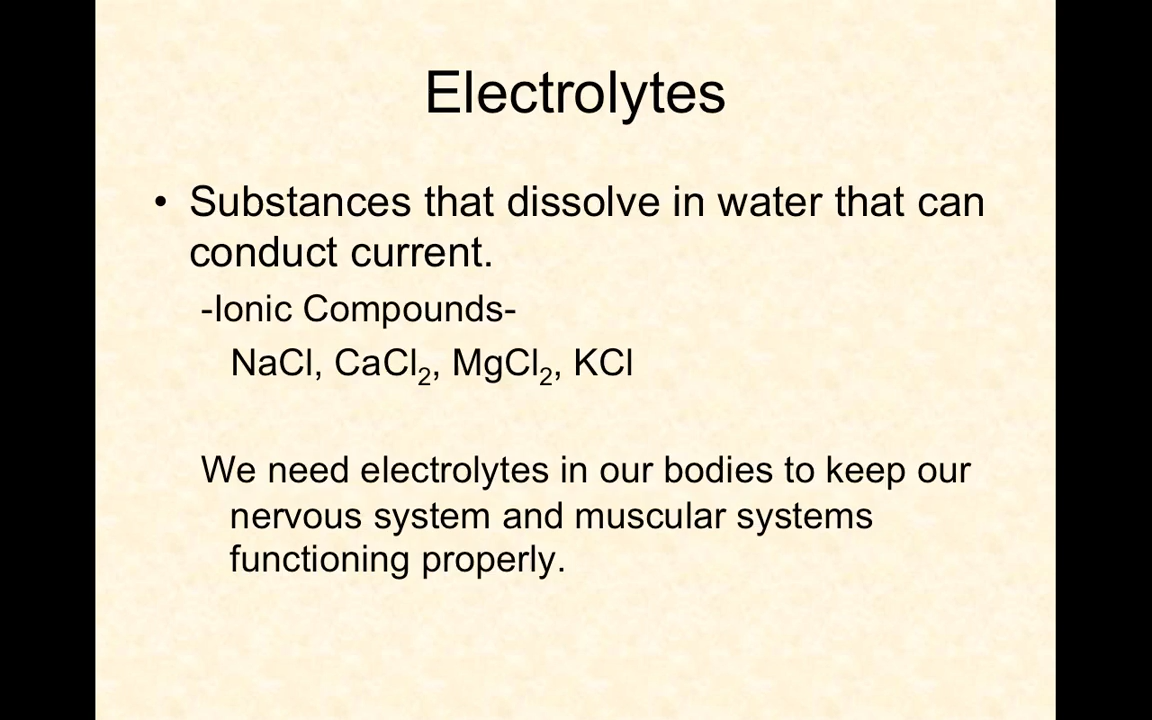 Electrolytes
• Substances that dissolve in water that can
conduct current.
-Ionic Compounds-
NaCl, CaCl₂, MgCl₂, KCl
We need electrolytes in our bodies to keep our
nervous system and muscular systems
functioning properly.